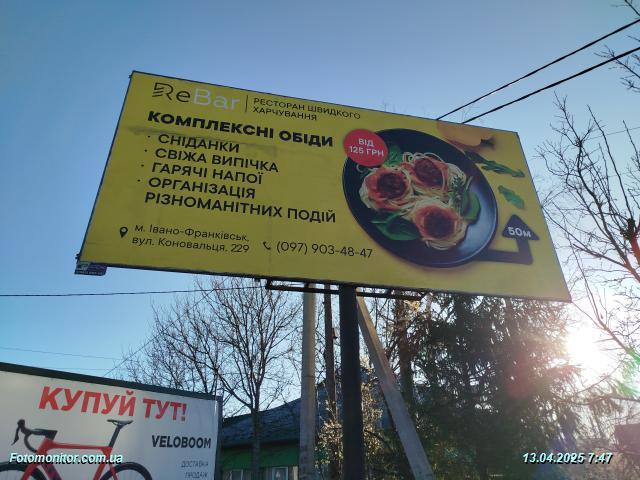 ReBar
РЕСТОРАН ШВИДКОГО
ХАРЧУВАННЯ
КОМПЛЕКСНІ ОБІДИ
· СНІДАНКИ
· СВІЖА ВИПІЧКА
· ГАРЯЧІ НАПОЇ
· ОРГАНІЗАЦІЯ
РІЗНОМАНІТНИХ ПОДІЙ
ВІД
125 ГРН
50м
м. Івано-Франківськ,
вул. Коновальця, 229
(097) 903-48-47
КУПУЙ ТУТ!
VELOBOOM
ДОСТАВКА
ПРОДАЖ
Fotomonitor.com.ua
13.04.2025 7:47